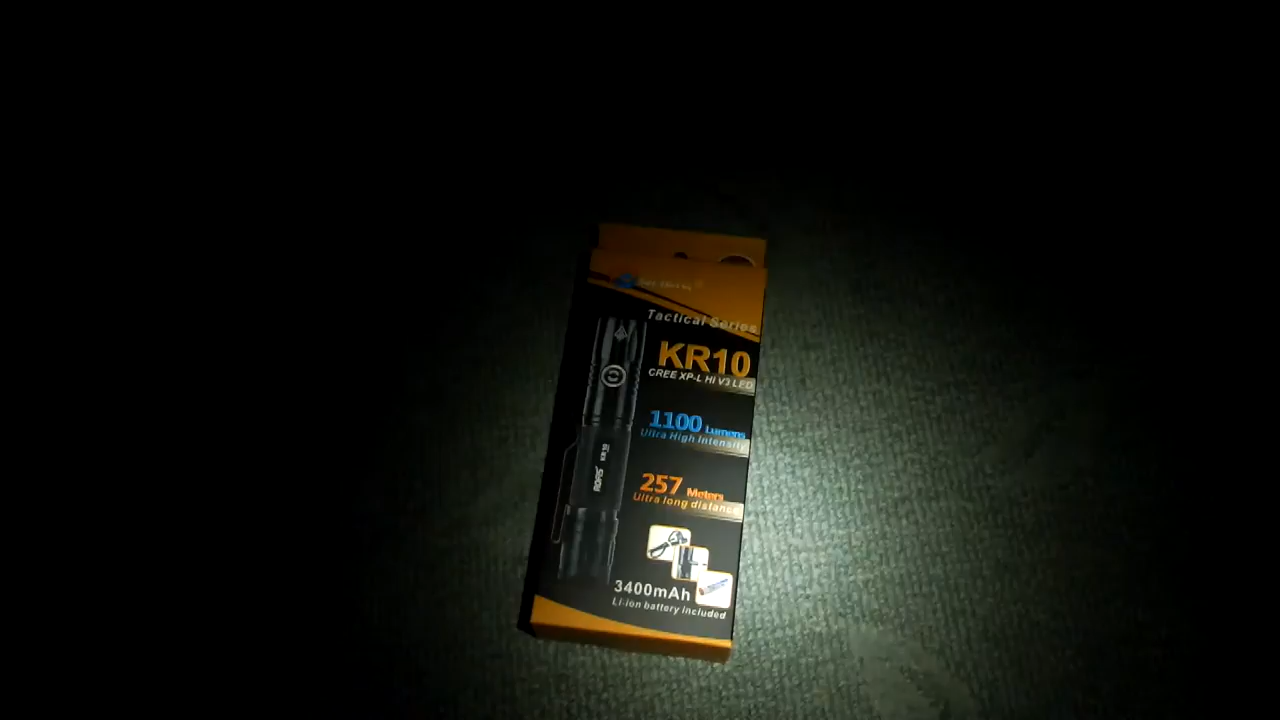 Tactical Series
KR10
CREE XP-L Hi V3 LED
1100 Lumens
Ultra High Intensity
257 Meters
Ultra long distance
KR10
3400mAh
Li-ion battery included